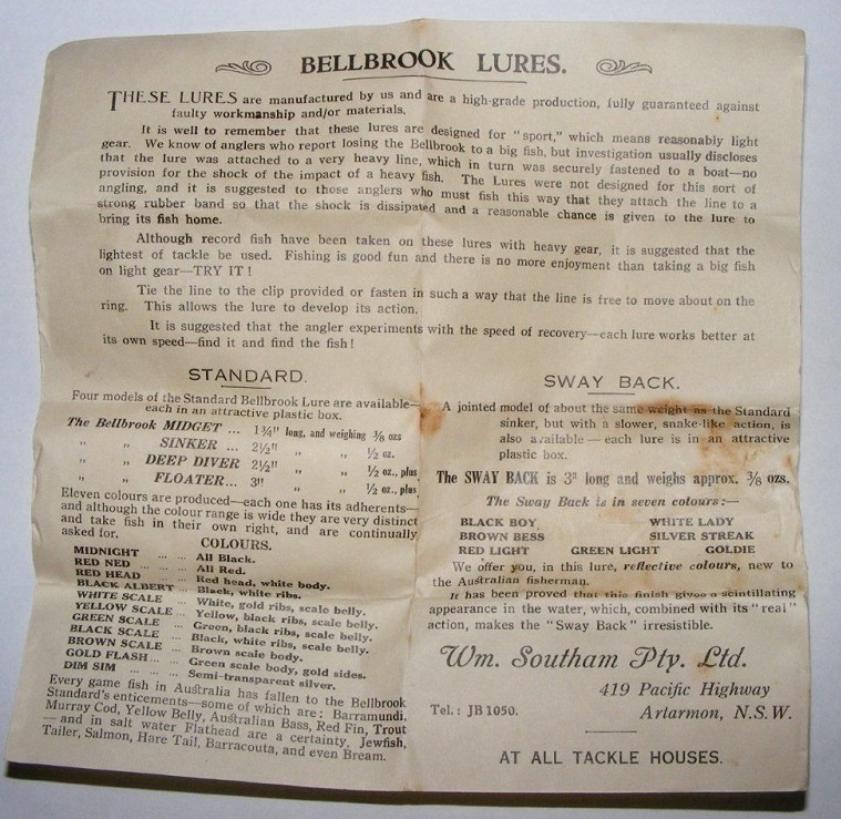 BELLBROOK LURES.
THESE LURES are manufactured by us and are a high-grade production, fully guaranteed against
faulty workmanship and/or materials.
It is well to remember that these lures are designed for "sport," which means reasonably light
gear. We know of anglers who report losing the Bellbrook to a big fish, but investigation usually discloses
that the lure was attached to a very heavy line, which in turn was securely fastened to a boat—no
provision for the shock of the impact of a heavy fish. The Lures were not designed for this sort of
angling, and it is suggested to those anglers who must fish this way that they attach the line to a
strong rubber band so that the shock is dissipated and a reasonable chance is given to the lure to
bring its fish home.
Although record fish have been taken on these lures with heavy gear, it is suggested that the
lightest of tackle be used. Fishing is good fun and there is no more enjoyment than taking a big fish
on light gear—TRY IT !
Tie the line to the clip provided or fasten in such a way that the line is free to move about on the
ring. This allows the lure to develop its action.
It is suggested that the angler experiments with the speed of recovery—each lure works better at
its own speed—find it and find the fish !
STANDARD.
Four models of the Standard Bellbrook Lure are available—
each in an attractive plastic box.
The Bellbrook MIDGET ... 1¾" long, and weighing ⅜ ozs
„ „ SINKER ... 2½" „ „ ½ oz.
„ „ DEEP DIVER 2½" „ „ ½ oz., plus
„ „ FLOATER... 3" „ „ ½ oz., plus
Eleven colours are produced—each one has its adherents—
and although the colour range is wide they are very distinct
and take fish in their own right, and are continually
asked for.
COLOURS.
MIDNIGHT ... ... All Black.
RED NED ... ... All Red.
RED HEAD ... ... Red head, white body.
BLACK ALBERT ... Black, white ribs.
WHITE SCALE ... White, gold ribs, scale belly.
YELLOW SCALE ... Yellow, black ribs, scale belly.
GREEN SCALE ... Green, black ribs, scale belly.
BLACK SCALE ... Black, white ribs, scale belly.
BROWN SCALE ... Brown scale body.
GOLD FLASH ... ... Green scale body, gold sides.
DIM SIM ... ... ... Semi-transparent silver.
Every game fish in Australia has fallen to the Bellbrook
Standard's enticements—some of which are: Barramundi,
Murray Cod, Yellow Belly, Australian Bass, Red Fin, Trout
—and in salt water Flathead are a certainty. Jewfish,
Tailer, Salmon, Hare Tail, Barracouta, and even Bream.
SWAY BACK.
A jointed model of about the same weight as the Standard
sinker, but with a slower, snake-like action, is
also available — each lure is in an attractive
plastic box.
The SWAY BACK is 3" long and weighs approx. ⅜ ozs.
The Sway Back is in seven colours:—
BLACK BOY WHITE LADY
BROWN BESS SILVER STREAK
RED LIGHT GREEN LIGHT GOLDIE
We offer you, in this lure, reflective colours, new to
the Australian fisherman.
It has been proved that this finish gives a scintillating
appearance in the water, which, combined with its "real"
action, makes the "Sway Back" irresistible.
Wm. Southam Pty. Ltd.
419 Pacific Highway
Tel.: JB 1050. Artarmon, N.S.W.
AT ALL TACKLE HOUSES.